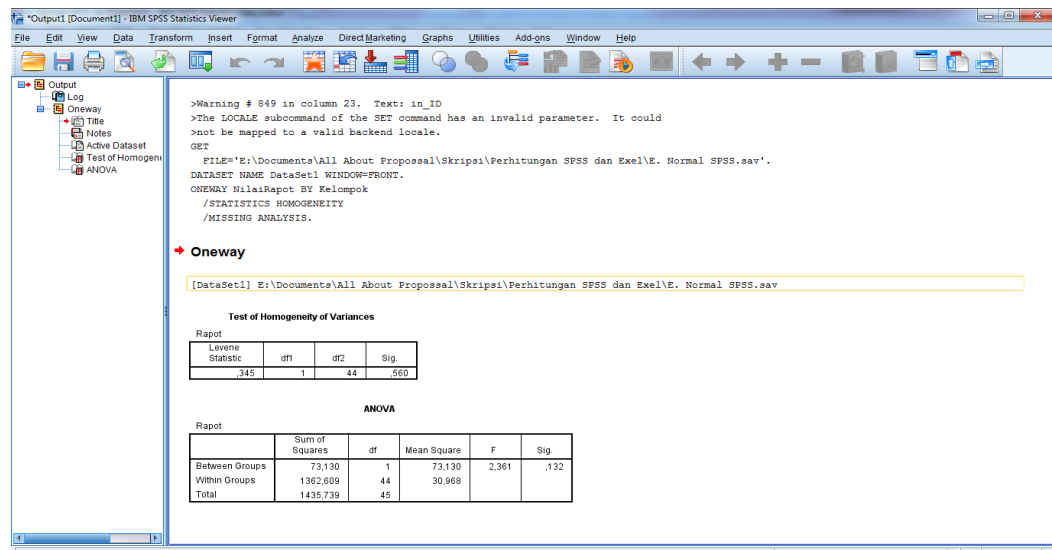 *Output1 [Document1] - IBM SPSS Statistics Viewer
File Edit View Data Transform Insert Format Analyze Direct Marketing Graphs Utilities Add-ons Window Help
Output
Log
Oneway
Title
Notes
Active Dataset
Test of Homogene
ANOVA
>Warning # 849 in column 23. Text: in_ID
>The LOCALE subcommand of the SET command has an invalid parameter. It could
>not be mapped to a valid backend locale.
GET
FILE='E:\Documents\All About Propossal\Skripsi\Perhitungan SPSS dan Exel\E. Normal SPSS.sav'.
DATASET NAME DataSet1 WINDOW=FRONT.
ONEWAY NilaiRapot BY Kelompok
/STATISTICS HOMOGENEITY
/MISSING ANALYSIS.
Oneway
[DataSet1] E:\Documents\All About Propossal\Skripsi\Perhitungan SPSS dan Exel\E. Normal SPSS.sav
Test of Homogeneity of Variances
Rapot
Levene Statistic df1 df2 Sig.
,345 1 44 ,560
ANOVA
Rapot
Sum of Squares df Mean Square F Sig.
Between Groups 73,130 1 73,130 2,361 ,132
Within Groups 1362,609 44 30,968
Total 1435,739 45